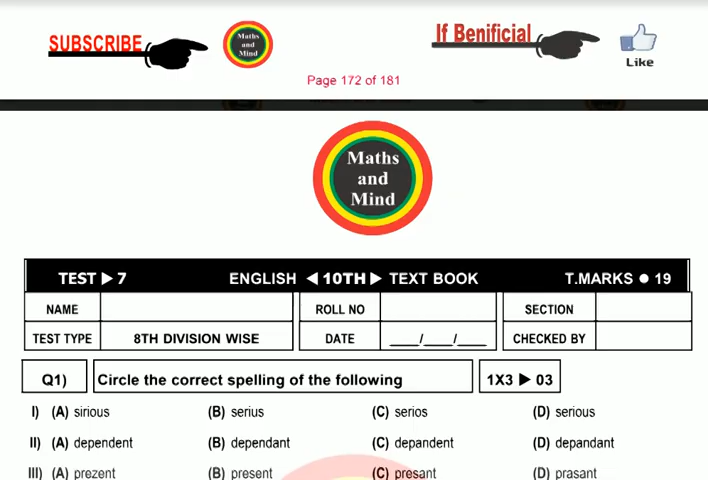 SUBSCRIBE
Maths
and
Mind
If Benificial
Like
Page 172 of 181
Maths
and
Mind
TEST ▶ 7 ENGLISH ◀ 10TH ▶ TEXT BOOK T.MARKS ● 19
NAME ROLL NO SECTION
TEST TYPE 8TH DIVISION WISE DATE ____/____/____ CHECKED BY
Q1) Circle the correct spelling of the following 1X3 ▶ 03
I) (A) sirious (B) serius (C) serios (D) serious
II) (A) dependent (B) dependant (C) depandent (D) depandant
III) (A) prezent (B) present (C) presant (D) prasant